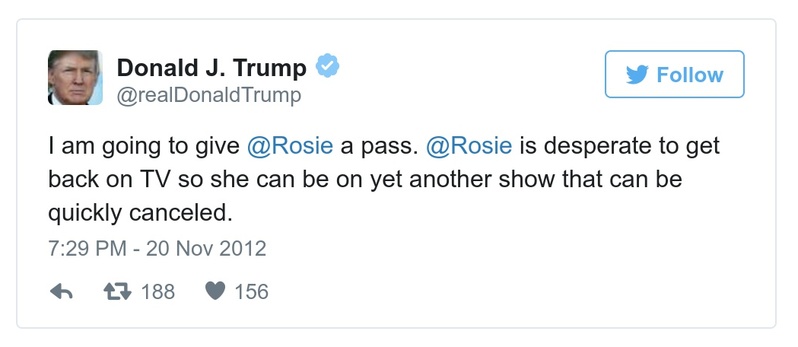 Donald J. Trump
@realDonaldTrump
Follow
I am going to give @Rosie a pass. @Rosie is desperate to get
back on TV so she can be on yet another show that can be
quickly canceled.
7:29 PM - 20 Nov 2012
188 156